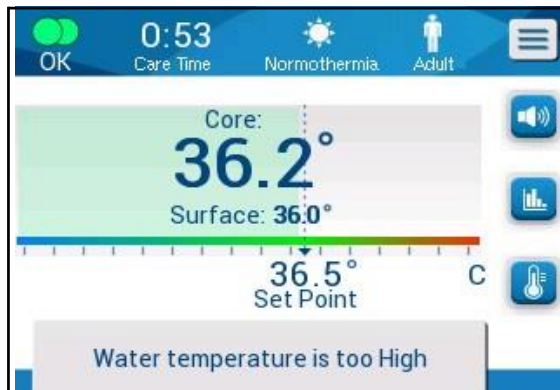 OK
0:53
Care Time
Normothermia
Adult
Core:
36.2°
Surface: 36.0°
36.5°
C
Set Point
Water temperature is too High